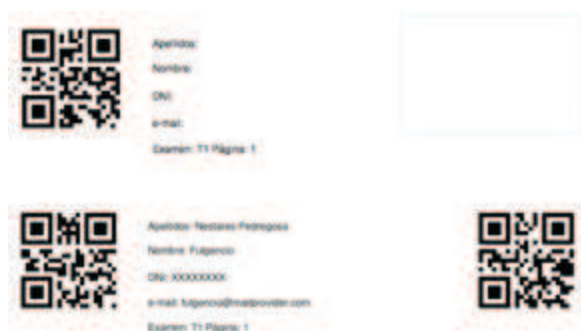 Apellidos:
Nombre:
DNI:
e-mail:
Examen: T1 Página: 1
Apellidos: Nestares Pedregosa
Nombre: Fulgencio
DNI: XXXXXXXX
e-mail: fulgencio@mailprovider.com
Examen: T1 Página: 1